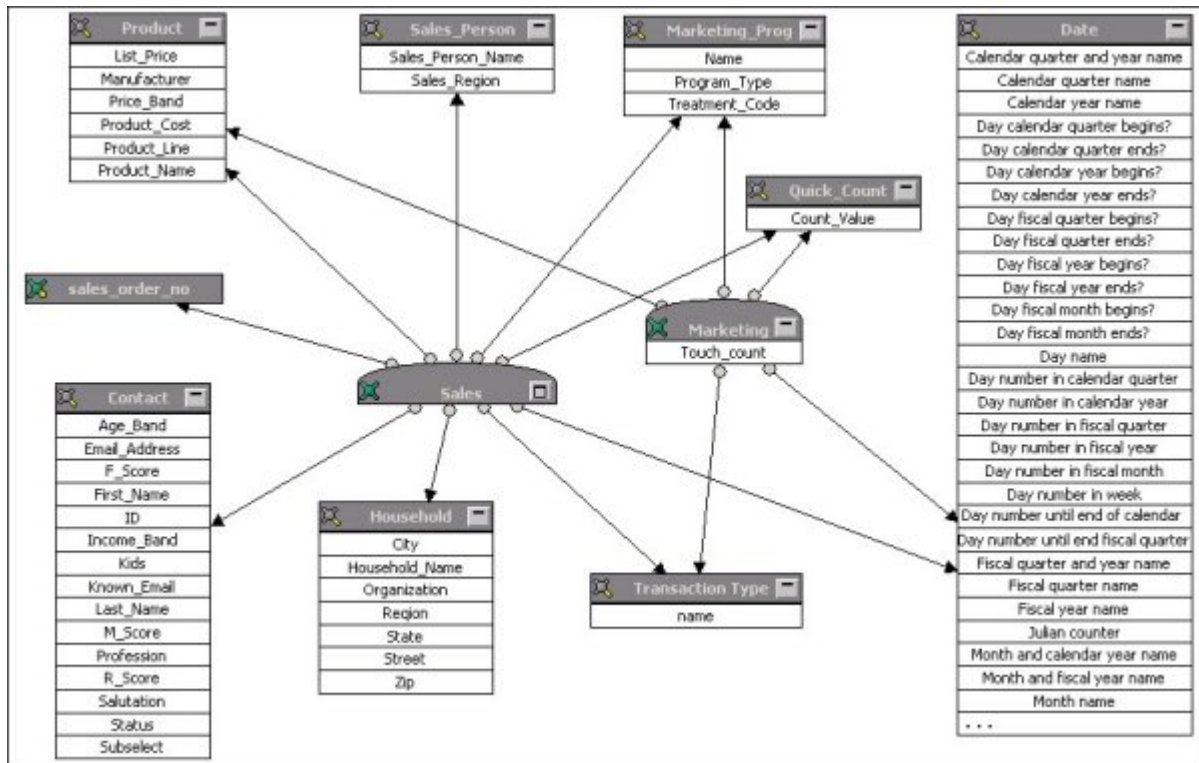 Product
List_Price
Manufacturer
Price_Band
Product_Cost
Product_Line
Product_Name
Sales_Person
Sales_Person_Name
Sales_Region
Marketing_Prog
Name
Program_Type
Treatment_Code
Quick_Count
Count_Value
sales_order_no
Marketing
Touch_count
Sales
Contact
Age_Band
Email_Address
F_Score
First_Name
ID
Income_Band
Kids
Known_Email
Last_Name
M_Score
Profession
R_Score
Salutation
Status
Subselect
Household
City
Household_Name
Organization
Region
State
Street
Zip
Transaction Type
name
Date
Calendar quarter and year name
Calendar quarter name
Calendar year name
Day calendar quarter begins?
Day calendar quarter ends?
Day calendar year begins?
Day calendar year ends?
Day fiscal quarter begins?
Day fiscal quarter ends?
Day fiscal year begins?
Day fiscal year ends?
Day fiscal month begins?
Day fiscal month ends?
Day name
Day number in calendar quarter
Day number in calendar year
Day number in fiscal quarter
Day number in fiscal year
Day number in fiscal month
Day number in week
Day number until end of calendar
Day number until end fiscal quarter
Fiscal quarter and year name
Fiscal quarter name
Fiscal year name
Julian counter
Month and calendar year name
Month and fiscal year name
Month name
. . .